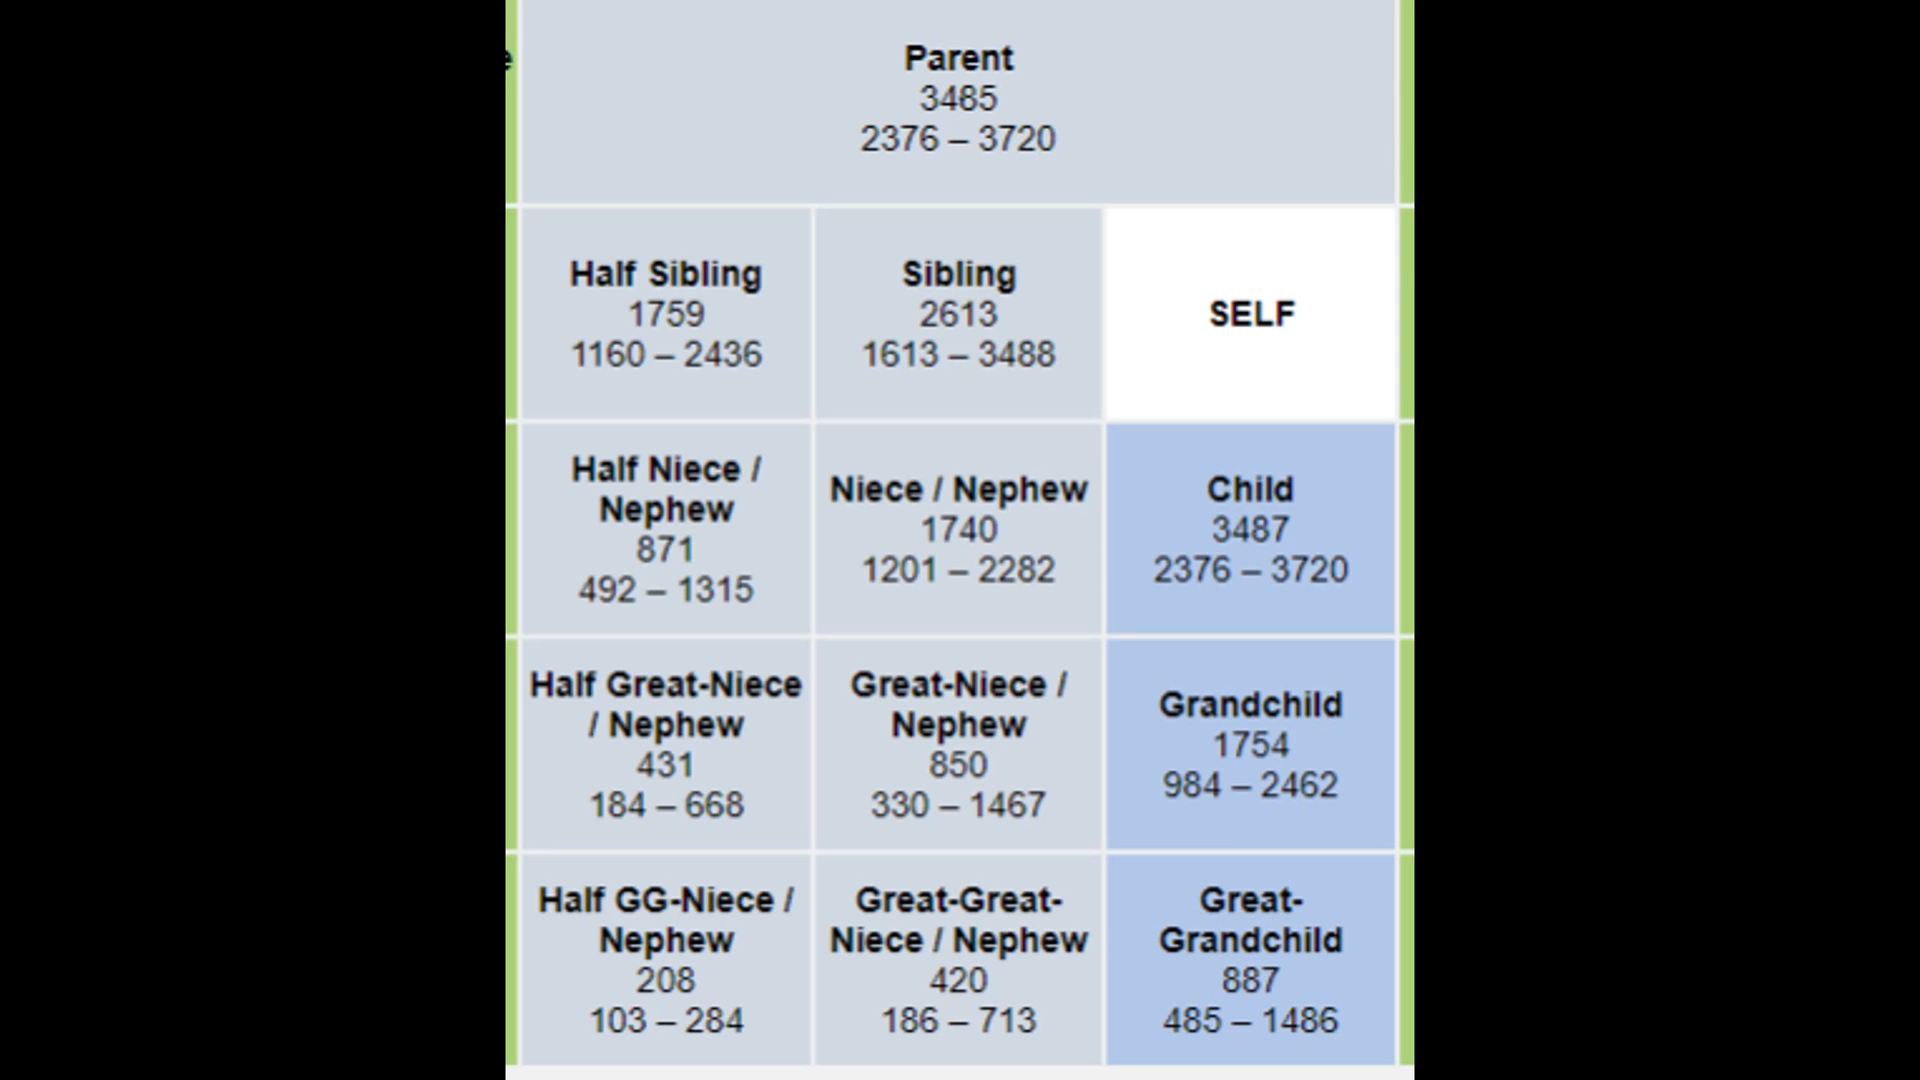 e
Parent
3485
2376 – 3720
Half Sibling
1759
1160 – 2436
Sibling
2613
1613 – 3488
SELF
Half Niece /
Nephew
871
492 – 1315
Niece / Nephew
1740
1201 – 2282
Child
3487
2376 – 3720
Half Great-Niece
/ Nephew
431
184 – 668
Great-Niece /
Nephew
850
330 – 1467
Grandchild
1754
984 – 2462
Half GG-Niece /
Nephew
208
103 – 284
Great-Great-
Niece / Nephew
420
186 – 713
Great-
Grandchild
887
485 – 1486